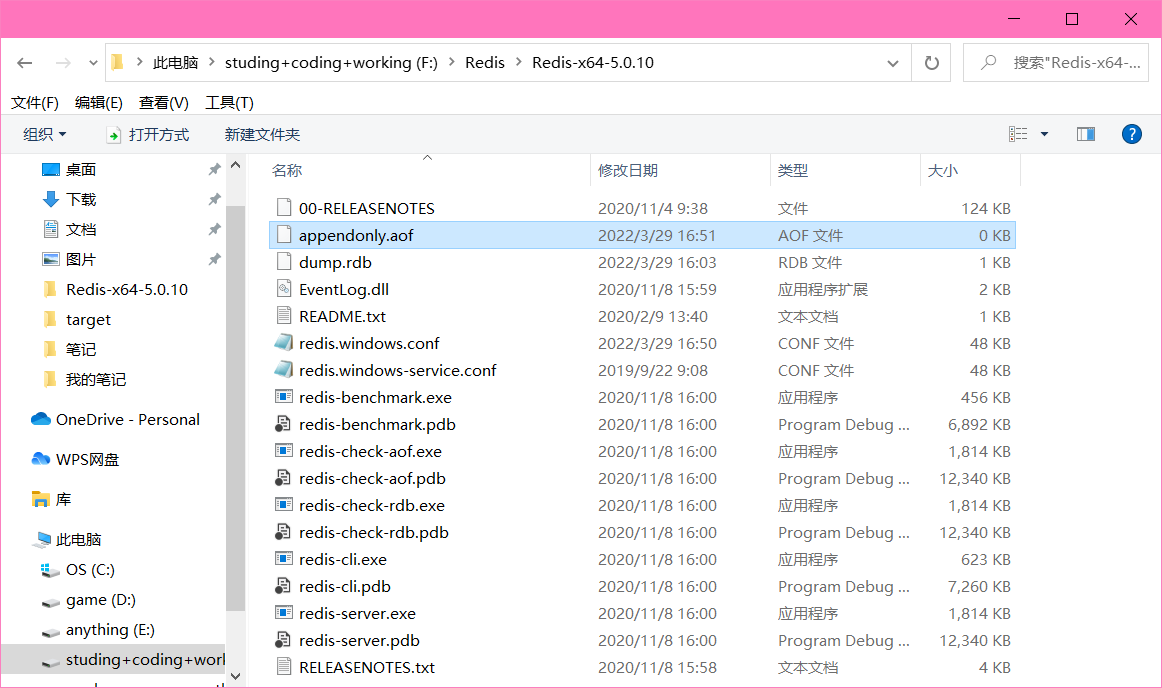 此电脑 studing+coding+working (F:) Redis Redis-x64-5.0.10 搜索"Redis-x64-...
文件(F) 编辑(E) 查看(V) 工具(T)
组织 打开方式 新建文件夹 ?
桌面
下载
文档
图片
Redis-x64-5.0.10
target
笔记
我的笔记
OneDrive - Personal
WPS网盘
库
此电脑
OS (C:)
game (D:)
anything (E:)
studing+coding+worl
名称 修改日期 类型 大小
00-RELEASENOTES 2020/11/4 9:38 文件 124 KB
appendonly.aof 2022/3/29 16:51 AOF 文件 0 KB
dump.rdb 2022/3/29 16:03 RDB 文件 1 KB
EventLog.dll 2020/11/8 15:59 应用程序扩展 2 KB
README.txt 2020/2/9 13:40 文本文档 1 KB
redis.windows.conf 2022/3/29 16:50 CONF 文件 48 KB
redis.windows-service.conf 2019/9/22 9:08 CONF 文件 48 KB
redis-benchmark.exe 2020/11/8 16:00 应用程序 456 KB
redis-benchmark.pdb 2020/11/8 16:00 Program Debug ... 6,892 KB
redis-check-aof.exe 2020/11/8 16:00 应用程序 1,814 KB
redis-check-aof.pdb 2020/11/8 16:00 Program Debug ... 12,340 KB
redis-check-rdb.exe 2020/11/8 16:00 应用程序 1,814 KB
redis-check-rdb.pdb 2020/11/8 16:00 Program Debug ... 12,340 KB
redis-cli.exe 2020/11/8 16:00 应用程序 623 KB
redis-cli.pdb 2020/11/8 16:00 Program Debug ... 7,260 KB
redis-server.exe 2020/11/8 16:00 应用程序 1,814 KB
redis-server.pdb 2020/11/8 16:00 Program Debug ... 12,340 KB
RELEASENOTES.txt 2020/11/8 15:58 文本文档 4 KB